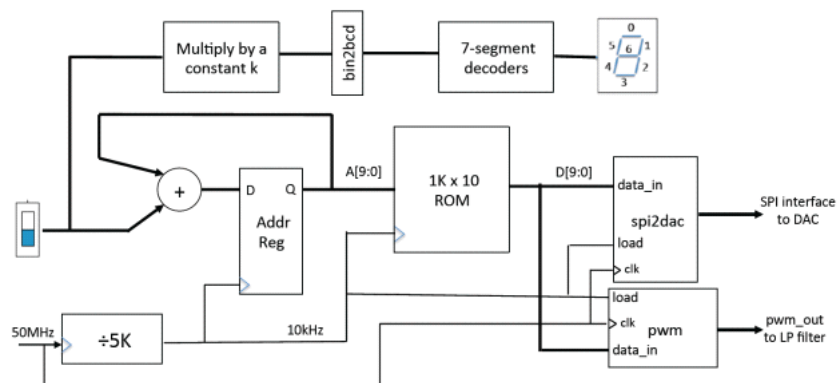 Multiply by a
constant k
bin2bcd
7-segment
decoders
0
5 6 1
4 2
3
+
D Q
Addr
Reg
A[9:0]
1K x 10
ROM
D[9:0]
data_in
spi2dac
load
clk
SPI interface
to DAC
50MHz
÷5K
10kHz
load
clk
pwm
data_in
pwm_out
to LP filter